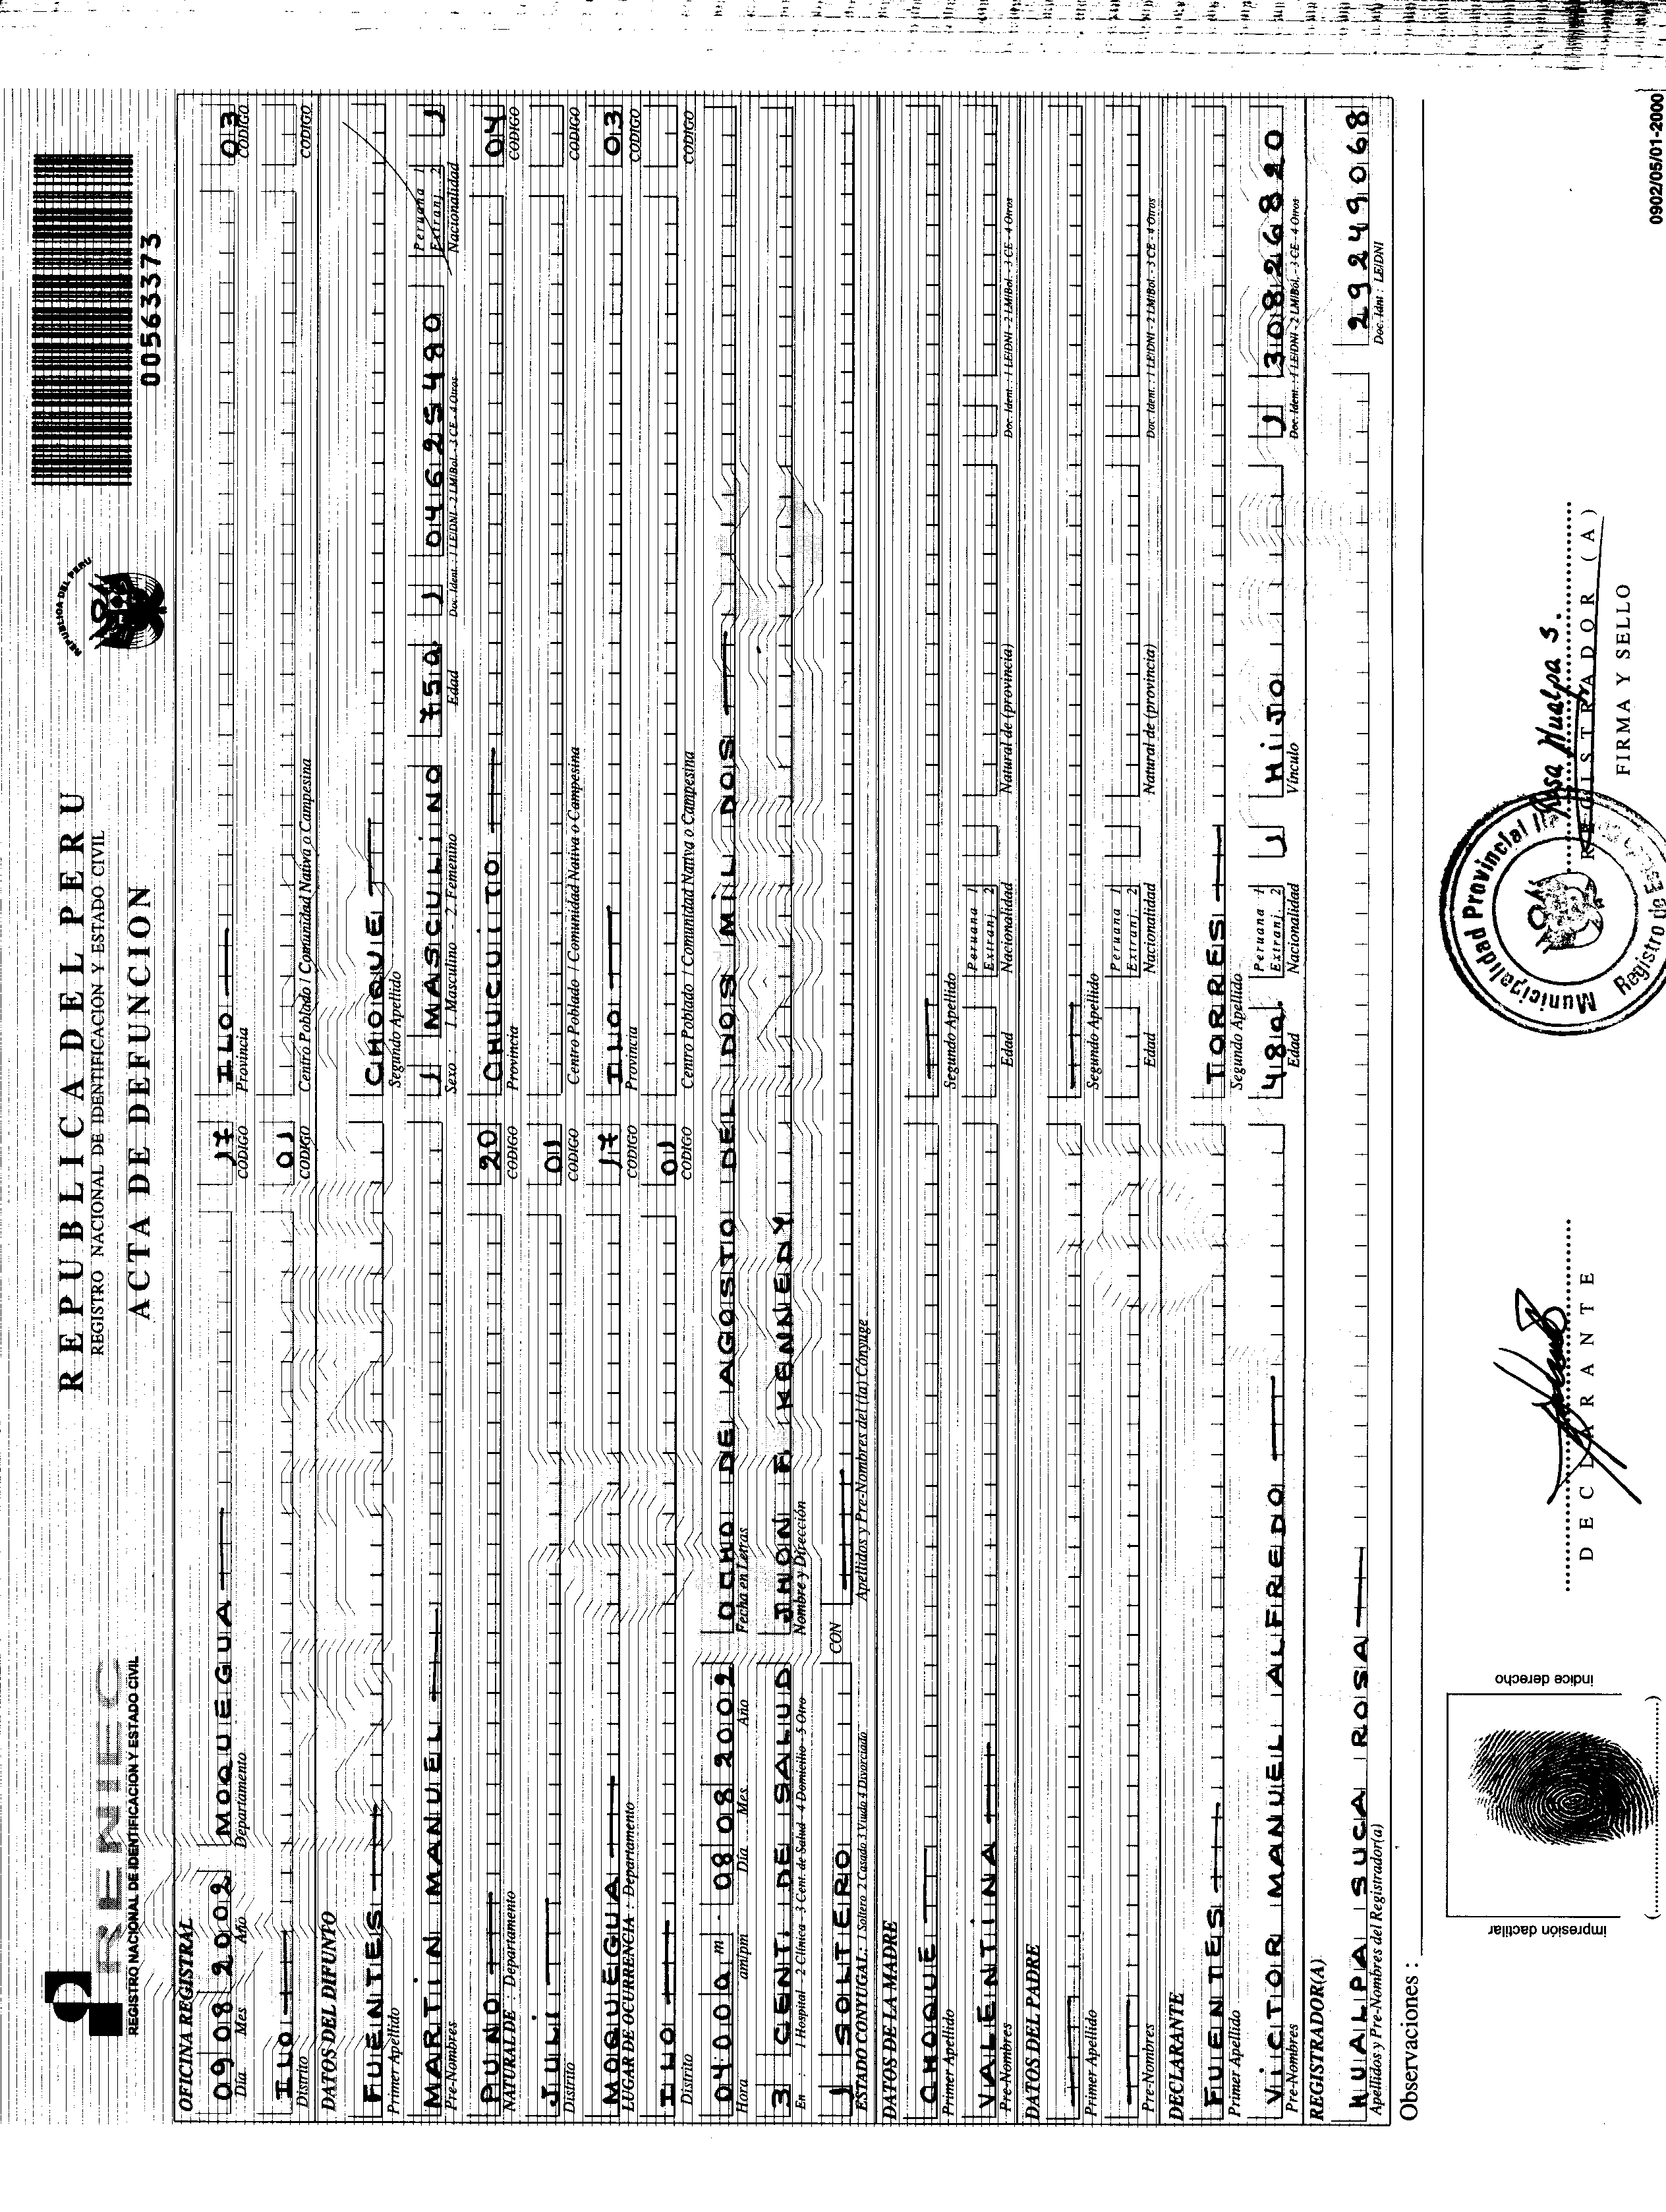 RENIEC
REGISTRO NACIONAL DE IDENTIFICACION Y ESTADO CIVIL
REPUBLICA DEL PERU
REGISTRO NACIONAL DE IDENTIFICACION Y ESTADO CIVIL
ACTA DE DEFUNCION
REPUBLICA DEL PERU
00563373
OFICINA REGISTRAL
09 08 2002 MOQUEGUA 17 ILO 03
Día Mes Año Departamento CODIGO Provincia CODIGO
ILO 01
Distrito CODIGO Centro Poblado / Comunidad Nativa o Campesina CODIGO
DATOS DEL DIFUNTO
FUENTES CHOQUE
Primer Apellido Segundo Apellido
MARTIN MANUEL 1 MASCULINO 75a 1 04625490 Peruana 1 Extranj. 2 1
Pre-Nombres Sexo : 1. Masculino - 2. Femenino Edad Doc. Ident. : 1 LE/DNI - 2 LM/Bol. - 3 CE - 4 Otros Nacionalidad
PUNO 20 CHUCUITO 04
NATURAL DE : Departamento CODIGO Provincia CODIGO
JULI 01
Distrito CODIGO Centro Poblado / Comunidad Nativa o Campesina CODIGO
MOQUEGUA 17 ILO 03
LUGAR DE OCURRENCIA : Departamento CODIGO Provincia CODIGO
ILO 01
Distrito CODIGO Centro Poblado / Comunidad Nativa o Campesina CODIGO
04:00 am. 08 08 2002 OCHO DE AGOSTO DEL DOS MIL DOS
Hora am/pm Día Mes Año Fecha en Letras
3 CENT. DE SALUD JHON F. KENNEDY
En : 1 Hospital - 2 Clínica - 3 Cent. de Salud - 4 Domicilio - 5 Otro Nombre y Dirección
1 SOLTERO CON
ESTADO CONYUGAL: 1 Soltero 2 Casado 3 Viudo 4 Divorciado Apellidos y Pre-Nombres del (la) Cónyuge
DATOS DE LA MADRE
CHOQUE
Primer Apellido Segundo Apellido
VALENTINA Peruana 1 Extranj. 2
Pre-Nombres Edad Nacionalidad Natural de (provincia) Doc. Ident. : 1 LE/DNI - 2 LM/Bol. - 3 CE - 4 Otros
DATOS DEL PADRE
Primer Apellido Segundo Apellido
Peruana 1 Extranj. 2
Pre-Nombres Edad Nacionalidad Natural de (provincia) Doc. Ident. : 1 LE/DNI - 2 LM/Bol. - 3 CE - 4 Otros
DECLARANTE
FUENTES TORRES
Primer Apellido Segundo Apellido
VICTOR MANUEL ALFREDO 48a Peruana 1 Extranj. 2 1 HIJO 1 30826820
Pre-Nombres Edad Nacionalidad Vínculo Doc. Ident. : 1 LE/DNI - 2 LM/Bol. - 3 CE - 4 Otros
REGISTRADOR(A)
HUALPA SUCA ROSA 29249068
Apellidos y Pre-Nombres del Registrador(a) Doc. Idnt : LE/DNI
Observaciones :
impresión dactilar
indice derecho
DECLARANTE
Municipalidad Provincial
Registro de
Rosa Hualpa S.
REGISTRADOR (A)
FIRMA Y SELLO
0902/05/01-2000